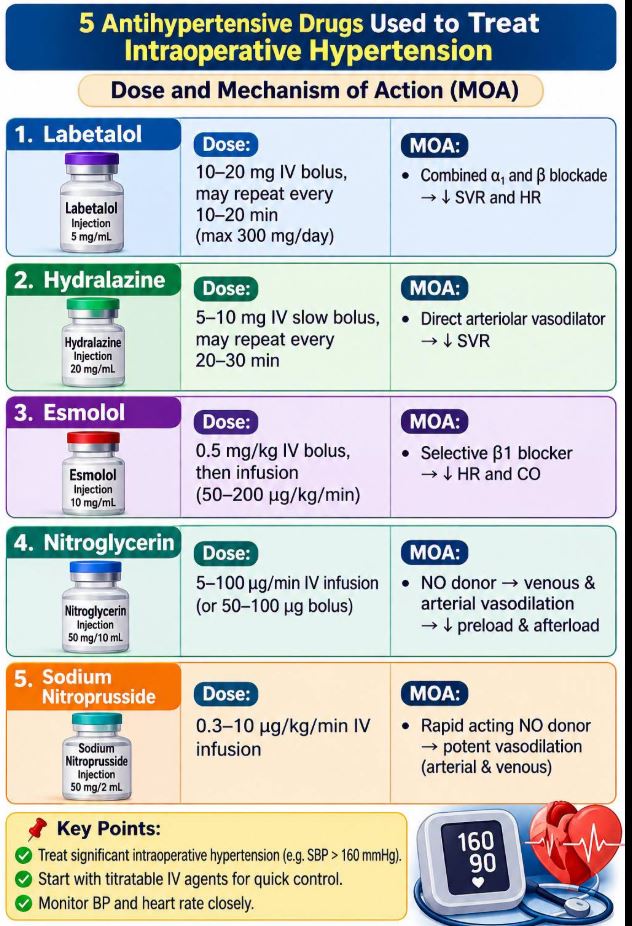 5 Antihypertensive Drugs Used to Treat
Intraoperative Hypertension
Dose and Mechanism of Action (MOA)
1. Labetalol
Labetalol
Injection
5 mg/mL
Dose:
10–20 mg IV bolus,
may repeat every
10–20 min
(max 300 mg/day)
MOA:
• Combined α₁ and β blockade
→ ↓ SVR and HR
2. Hydralazine
Hydralazine
Injection
20 mg/mL
Dose:
5–10 mg IV slow bolus,
may repeat every
20–30 min
MOA:
• Direct arteriolar vasodilator
→ ↓ SVR
3. Esmolol
Esmolol
Injection
10 mg/mL
Dose:
0.5 mg/kg IV bolus,
then infusion
(50–200 µg/kg/min)
MOA:
• Selective β1 blocker
→ ↓ HR and CO
4. Nitroglycerin
Nitroglycerin
Injection
50 mg/10 mL
Dose:
5–100 µg/min IV infusion
(or 50–100 µg bolus)
MOA:
• NO donor → venous &
arterial vasodilation
→ ↓ preload & afterload
5. Sodium
Nitroprusside
Sodium
Nitroprusside
Injection
50 mg/2 mL
Dose:
0.3–10 µg/kg/min IV
infusion
MOA:
• Rapid acting NO donor
→ potent vasodilation
(arterial & venous)
Key Points:
Treat significant intraoperative hypertension (e.g. SBP > 160 mmHg).
Start with titratable IV agents for quick control.
Monitor BP and heart rate closely.
160
90